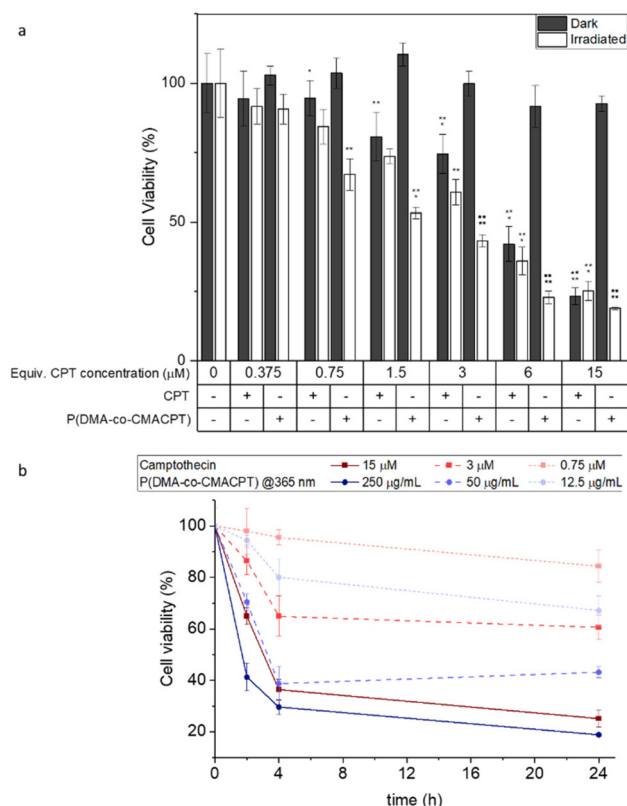 a
Dark
Irradiated
Cell Viability (%)
100
50
0
*
**
**
**
*
**
*
**
**
**
**
*
**
*
**
**
**
**
**
*
**
**
Equiv. CPT concentration (μM) 0 0.375 0.75 1.5 3 6 15
CPT - + - + - + - + - + - + -
P(DMA-co-CMACPT) - - + - + - + - + - + - +
b
Camptothecin 15 μM 3 μM 0.75 μM
P(DMA-co-CMACPT) @365 nm 250 μg/mL 50 μg/mL 12.5 μg/mL
Cell viability (%)
100
80
60
40
20
0 4 8 12 16 20 24
time (h)